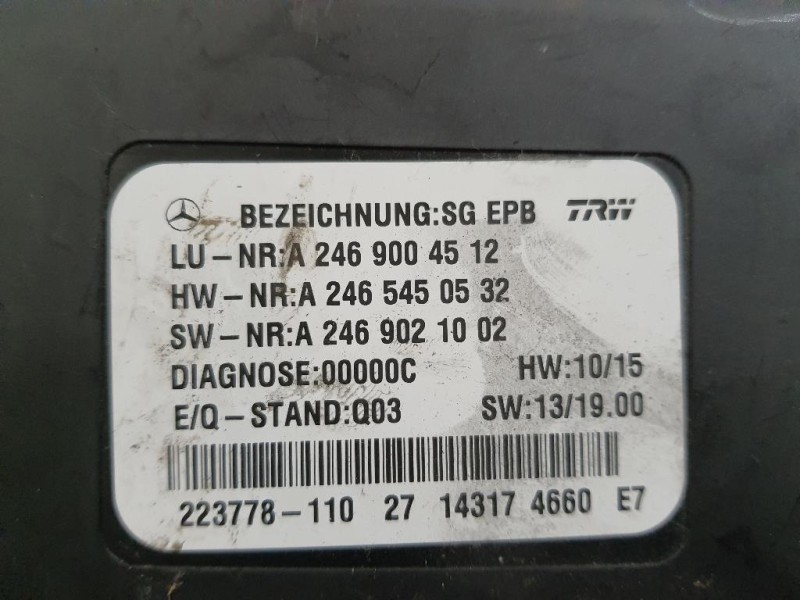 BEZEICHNUNG:SG EPB TRW
LU-NR:A 246 900 45 12
HW-NR:A 246 545 05 32
SW-NR:A 246 902 10 02
DIAGNOSE:00000C HW:10/15
E/Q-STAND:Q03 SW:13/19.00
223778-110 27 14317 4660 E7